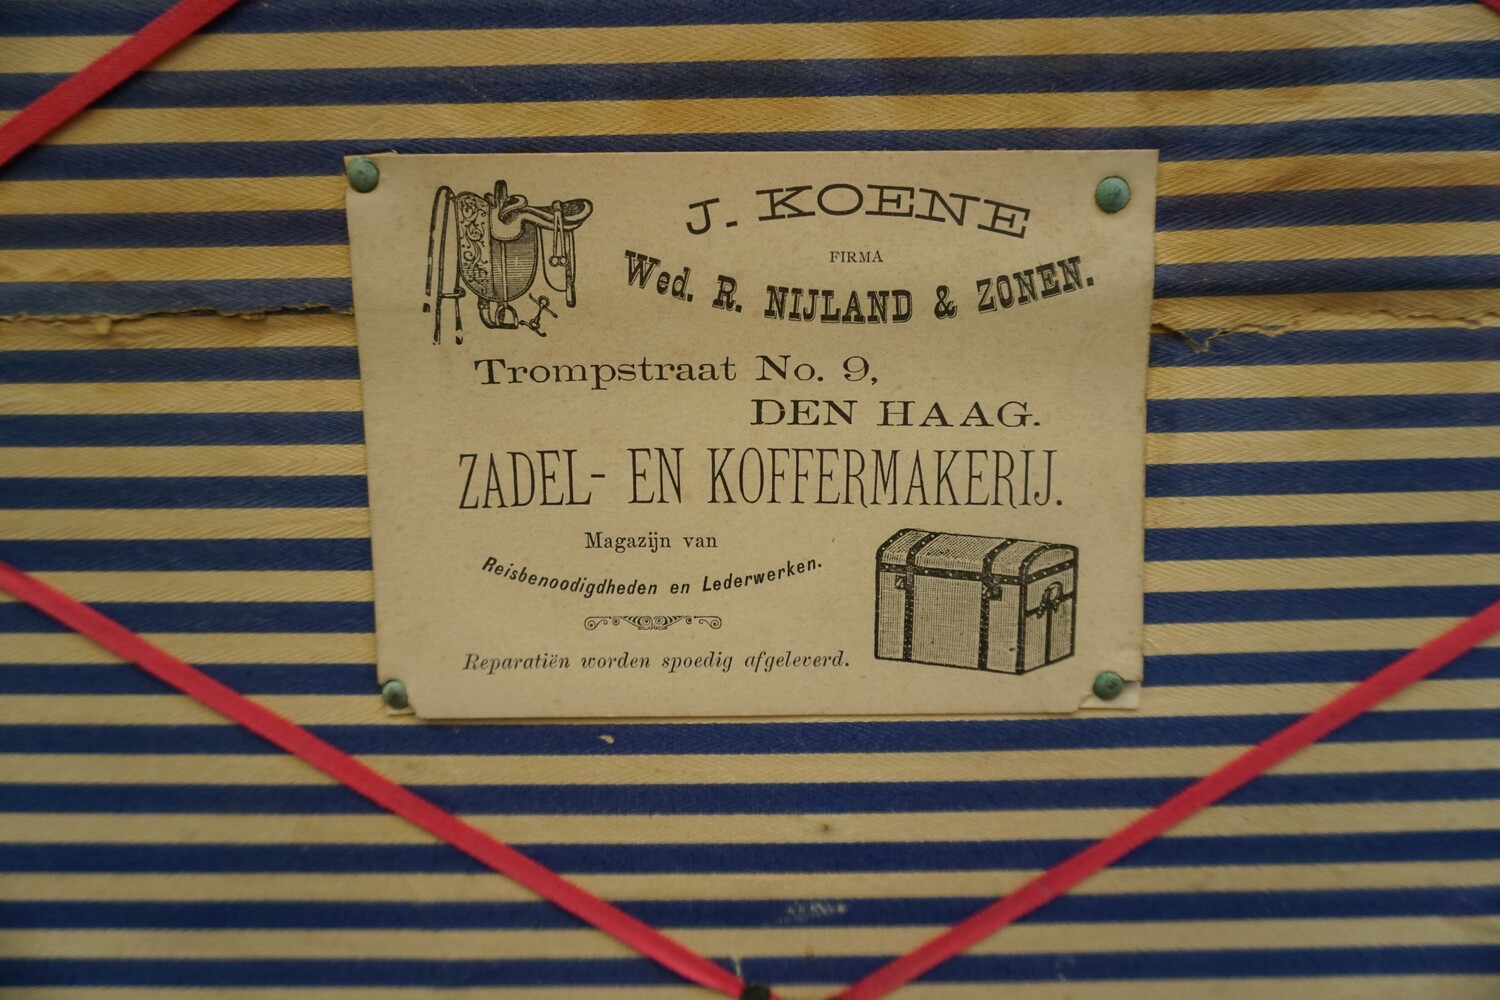 J. KOENE
FIRMA
Wed. R. NIJLAND & ZONEN.
Trompstraat No. 9,
DEN HAAG.
ZADEL- EN KOFFERMAKERIJ.
Magazijn van
Reisbenoodigdheden en Lederwerken.
Reparatiën worden spoedig afgeleverd.